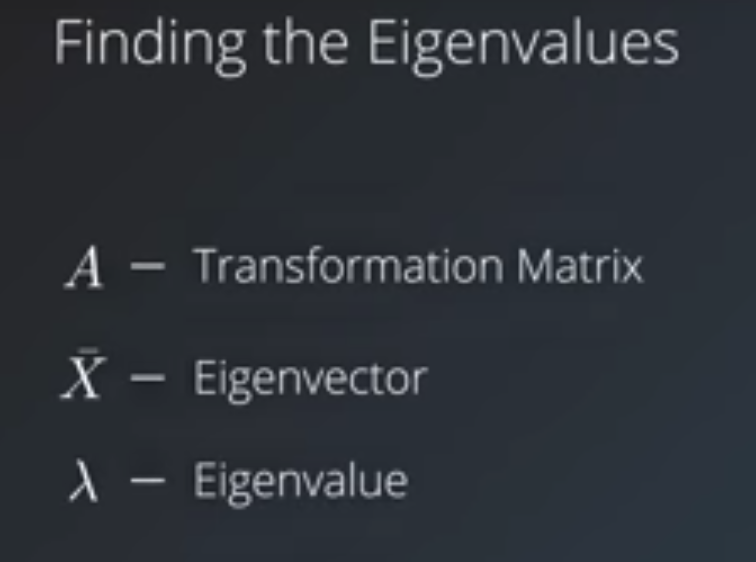 Finding the Eigenvalues
A — Transformation Matrix
X̄ — Eigenvector
λ — Eigenvalue